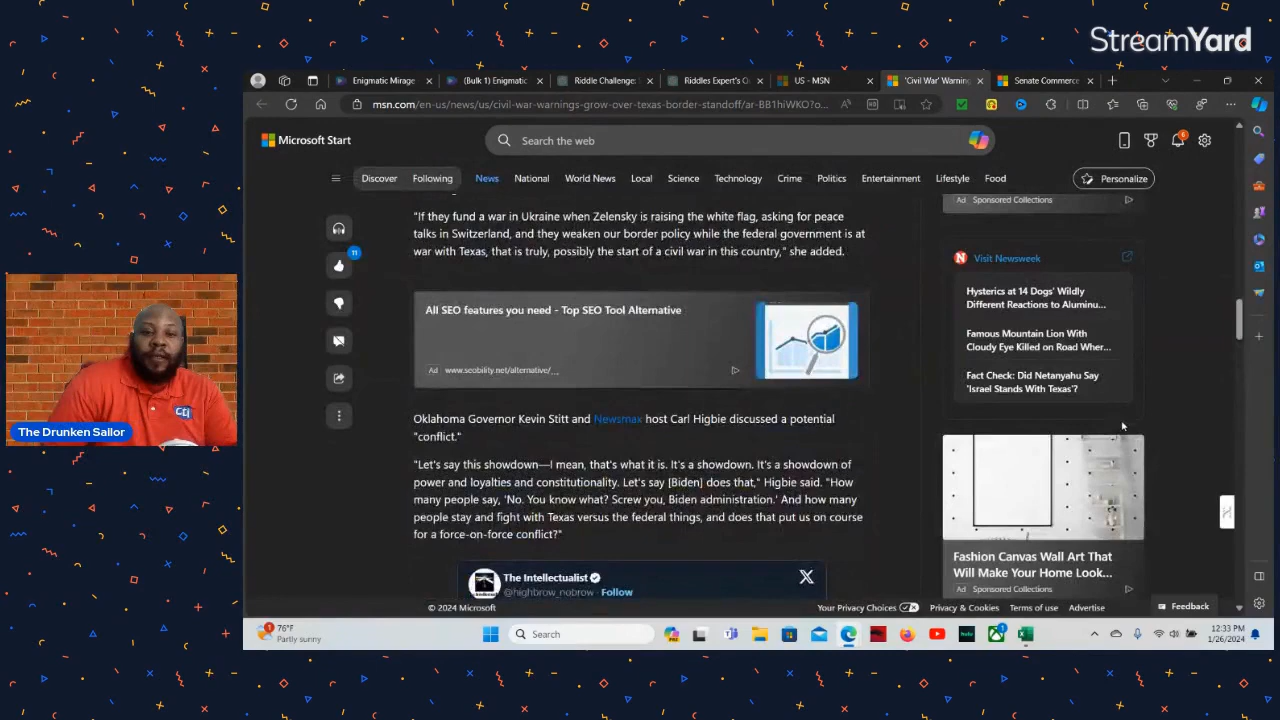 StreamYard
Enigmatic Mirage
(Bulk 1) Enigmatic
Riddle Challenge:
Riddles Expert's O
US - MSN
'Civil War' Warnin
Senate Commerce
msn.com/en-us/news/us/civil-war-warnings-grow-over-texas-border-standoff/ar-BB1hiWKO?o...
Microsoft Start
Search the web
6
Discover
Following
News
National
World News
Local
Science
Technology
Crime
Politics
Entertainment
Lifestyle
Food
Personalize
"If they fund a war in Ukraine when Zelensky is raising the white flag, asking for peace
talks in Switzerland, and they weaken our border policy while the federal government is at
war with Texas, that is truly, possibly the start of a civil war in this country," she added.
11
All SEO features you need - Top SEO Tool Alternative
Ad www.seobility.net/alternative/_...
Oklahoma Governor Kevin Stitt and Newsmax host Carl Higbie discussed a potential
"conflict."
"Let's say this showdown—I mean, that's what it is. It's a showdown. It's a showdown of
power and loyalties and constitutionality. Let's say [Biden] does that," Higbie said. "How
many people say, 'No. You know what? Screw you, Biden administration.' And how many
people stay and fight with Texas versus the federal things, and does that put us on course
for a force-on-force conflict?"
The Intellectualist
@highbrow_nobrow · Follow
Ad Sponsored Collections
Visit Newsweek
Hysterics at 14 Dogs' Wildly
Different Reactions to Aluminu...
Famous Mountain Lion With
Cloudy Eye Killed on Road Wher...
Fact Check: Did Netanyahu Say
'Israel Stands With Texas'?
Fashion Canvas Wall Art That
Will Make Your Home Look...
Ad Sponsored Collections
cti
The Drunken Sailor
© 2024 Microsoft
Your Privacy Choices
Privacy & Cookies
Terms of use
Advertise
Feedback
1
76°F
Partly sunny
Search
12:33 PM
1/26/2024